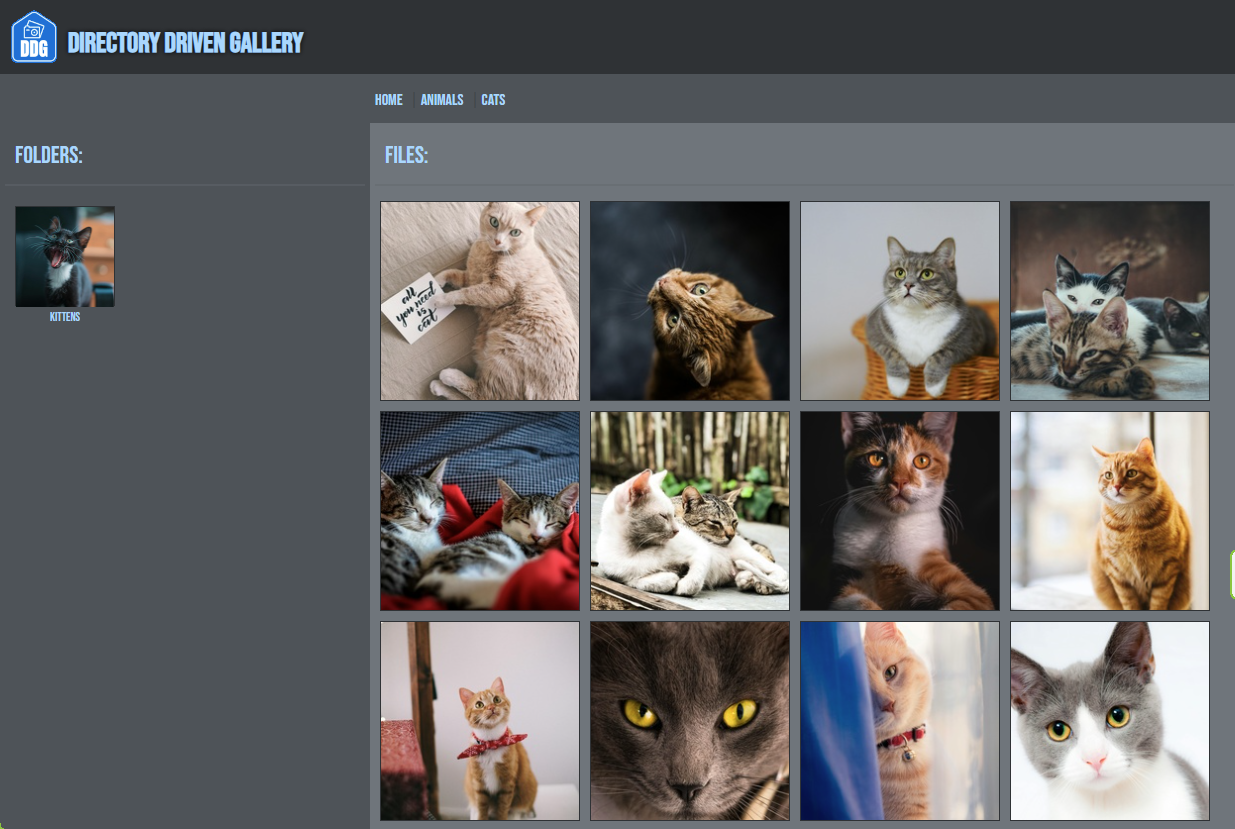 DDG
DIRECTORY DRIVEN GALLERY
HOME
ANIMALS
CATS
FOLDERS:
KITTENS
FILES:
all
you need
is
cat